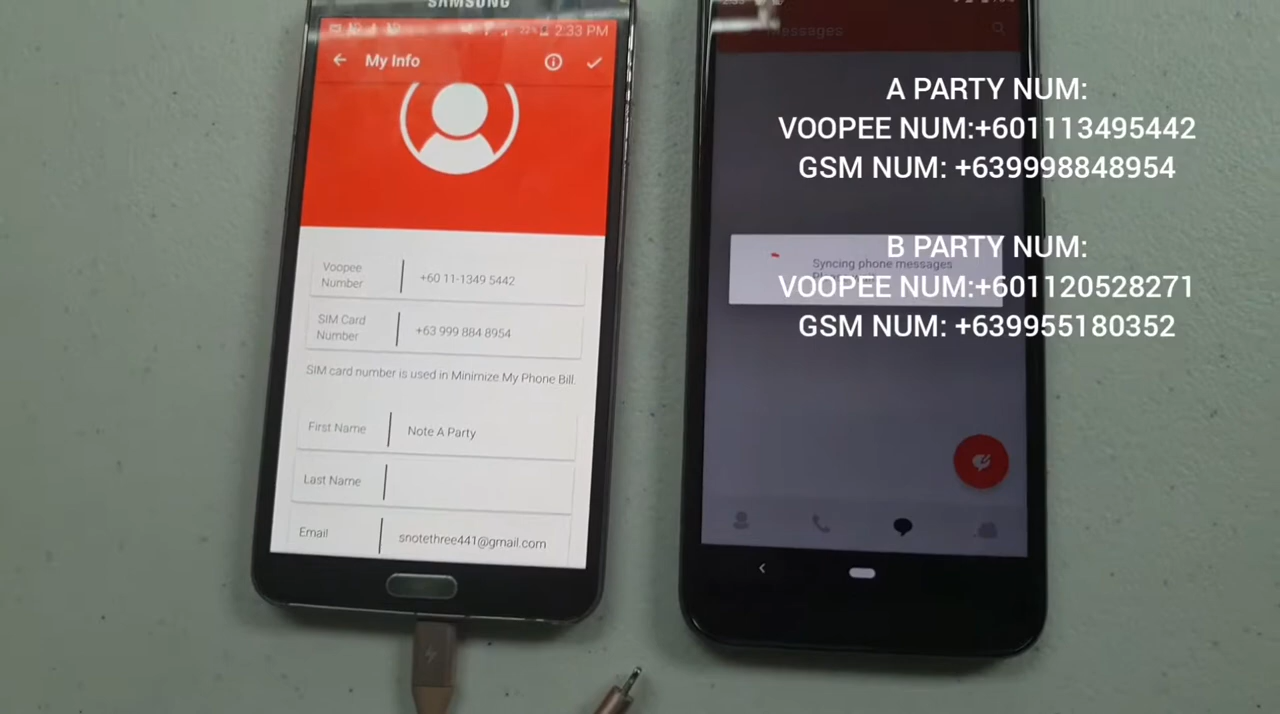 SAMSUNG
22% 2:33 PM
My Info
Voopee
Number
+60 11-1349 5442
SIM Card
Number
+63 999 884 8954
SIM card number is used in Minimize My Phone Bill.
First Name
Note A Party
Last Name
Email
snotethree441@gmail.com
Messages
Syncing phone messages
A PARTY NUM:
VOOPEE NUM:+601113495442
GSM NUM: +639998848954
B PARTY NUM:
VOOPEE NUM:+601120528271
GSM NUM: +639955180352